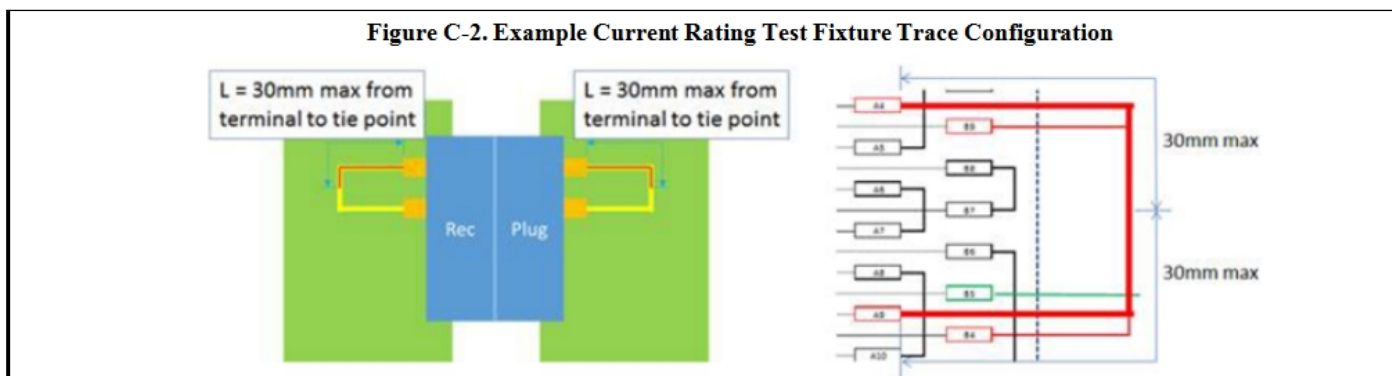 Figure C-2. Example Current Rating Test Fixture Trace Configuration
L = 30mm max from
terminal to tie point
L = 30mm max from
terminal to tie point
Rec
Plug
A4
B9
A5
B8
A6
B7
A7
B6
A8
B5
A9
B4
A10
30mm max
30mm max